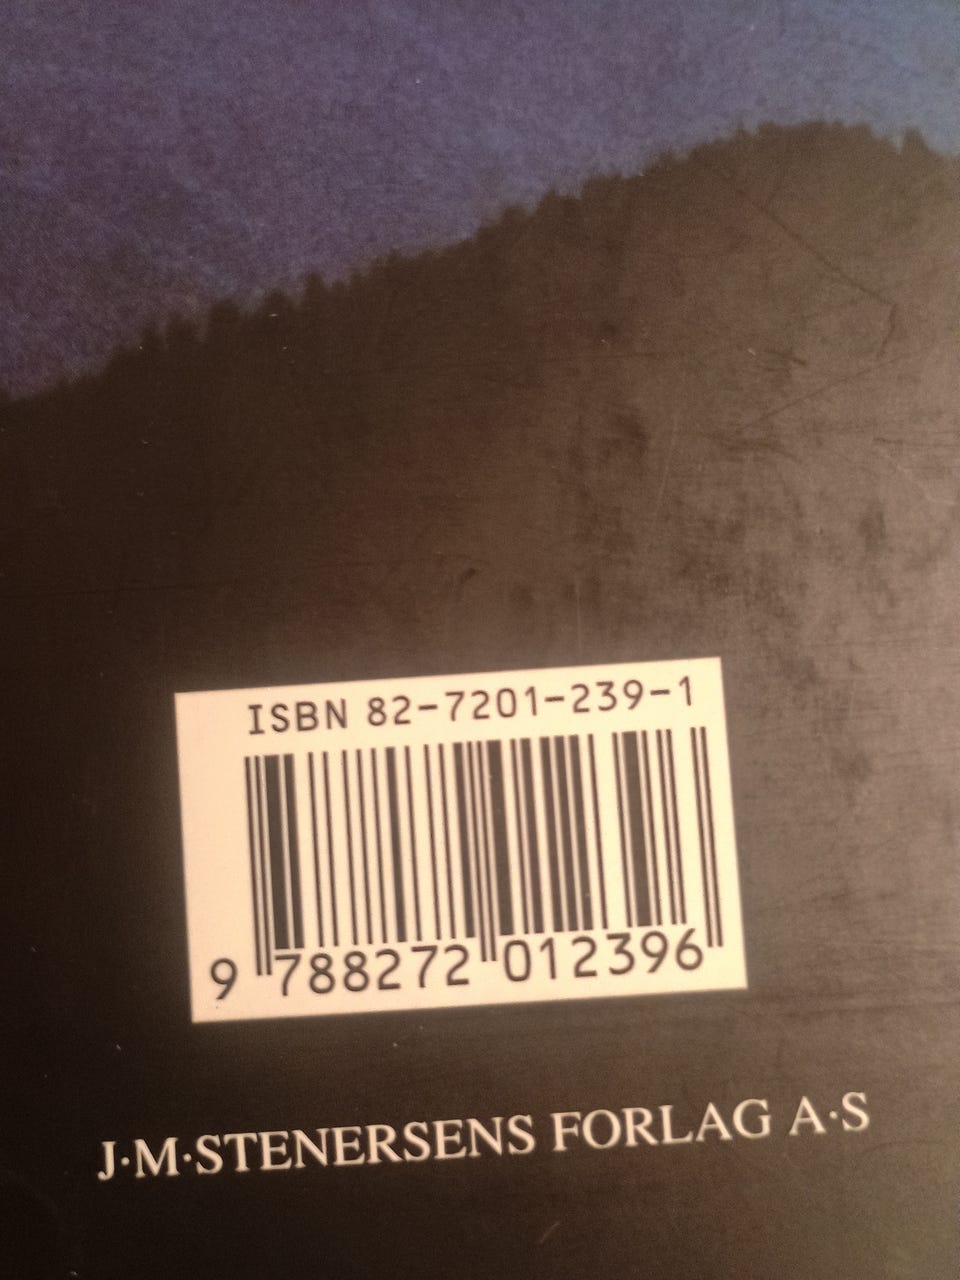 ISBN 82-7201-239-1
9 788272 012396
J·M·STENERSENS FORLAG A·S